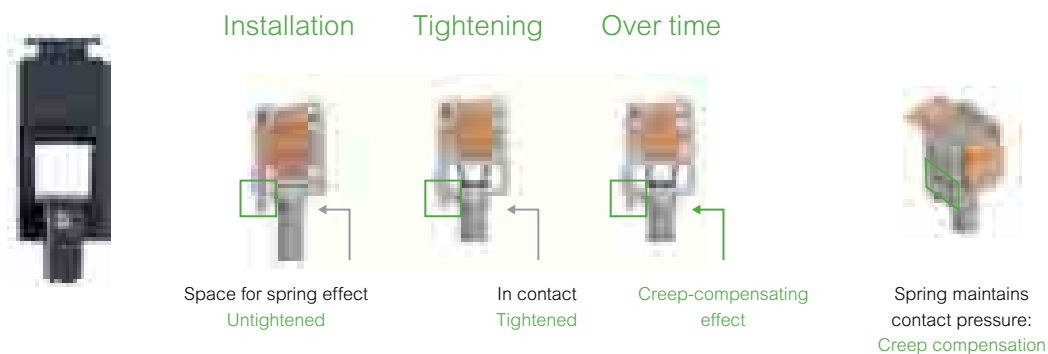 Installation
Tightening
Over time
Space for spring effect
Untightened
In contact
Tightened
Creep-compensating
effect
Spring maintains
contact pressure:
Creep compensation